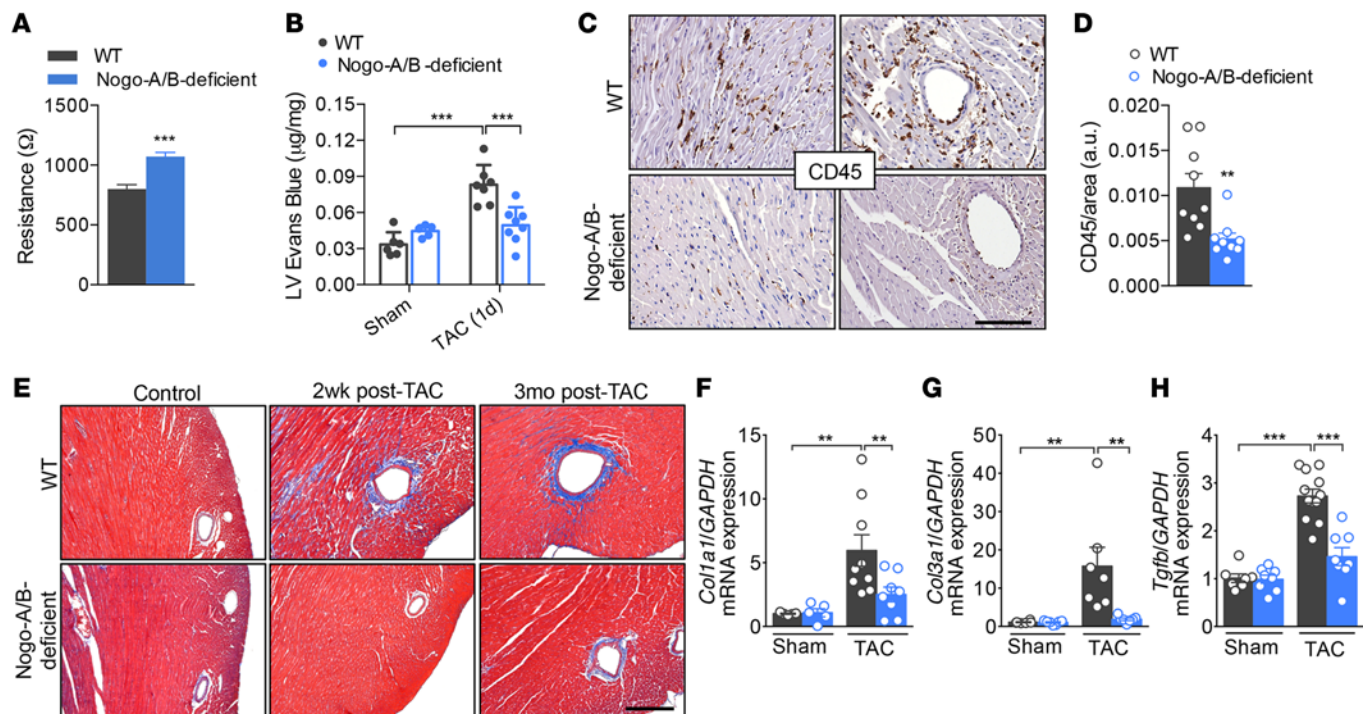 A
WT
Nogo-A/B-deficient
Resistance (Ω)
1500
1000
500
0
***
B
WT
Nogo-A/B -deficient
LV Evans Blue (μg/mg)
0.15
0.12
0.09
0.06
0.03
0.00
***
***
Sham
TAC (1d)
C
WT
Nogo-A/B-
deficient
CD45
D
WT
Nogo-A/B-deficient
CD45/area (a.u.)
0.020
0.015
0.010
0.005
0.000
**
E
Control
2wk post-TAC
3mo post-TAC
WT
Nogo-A/B-
deficient
F
Col1a1/GAPDH
mRNA expression
15
10
5
0
**
**
Sham
TAC
G
Col3a1/GAPDH
mRNA expression
50
40
30
20
10
0
**
**
Sham
TAC
H
Tgfb/GAPDH
mRNA expression
4
3
2
1
0
***
***
Sham
TAC